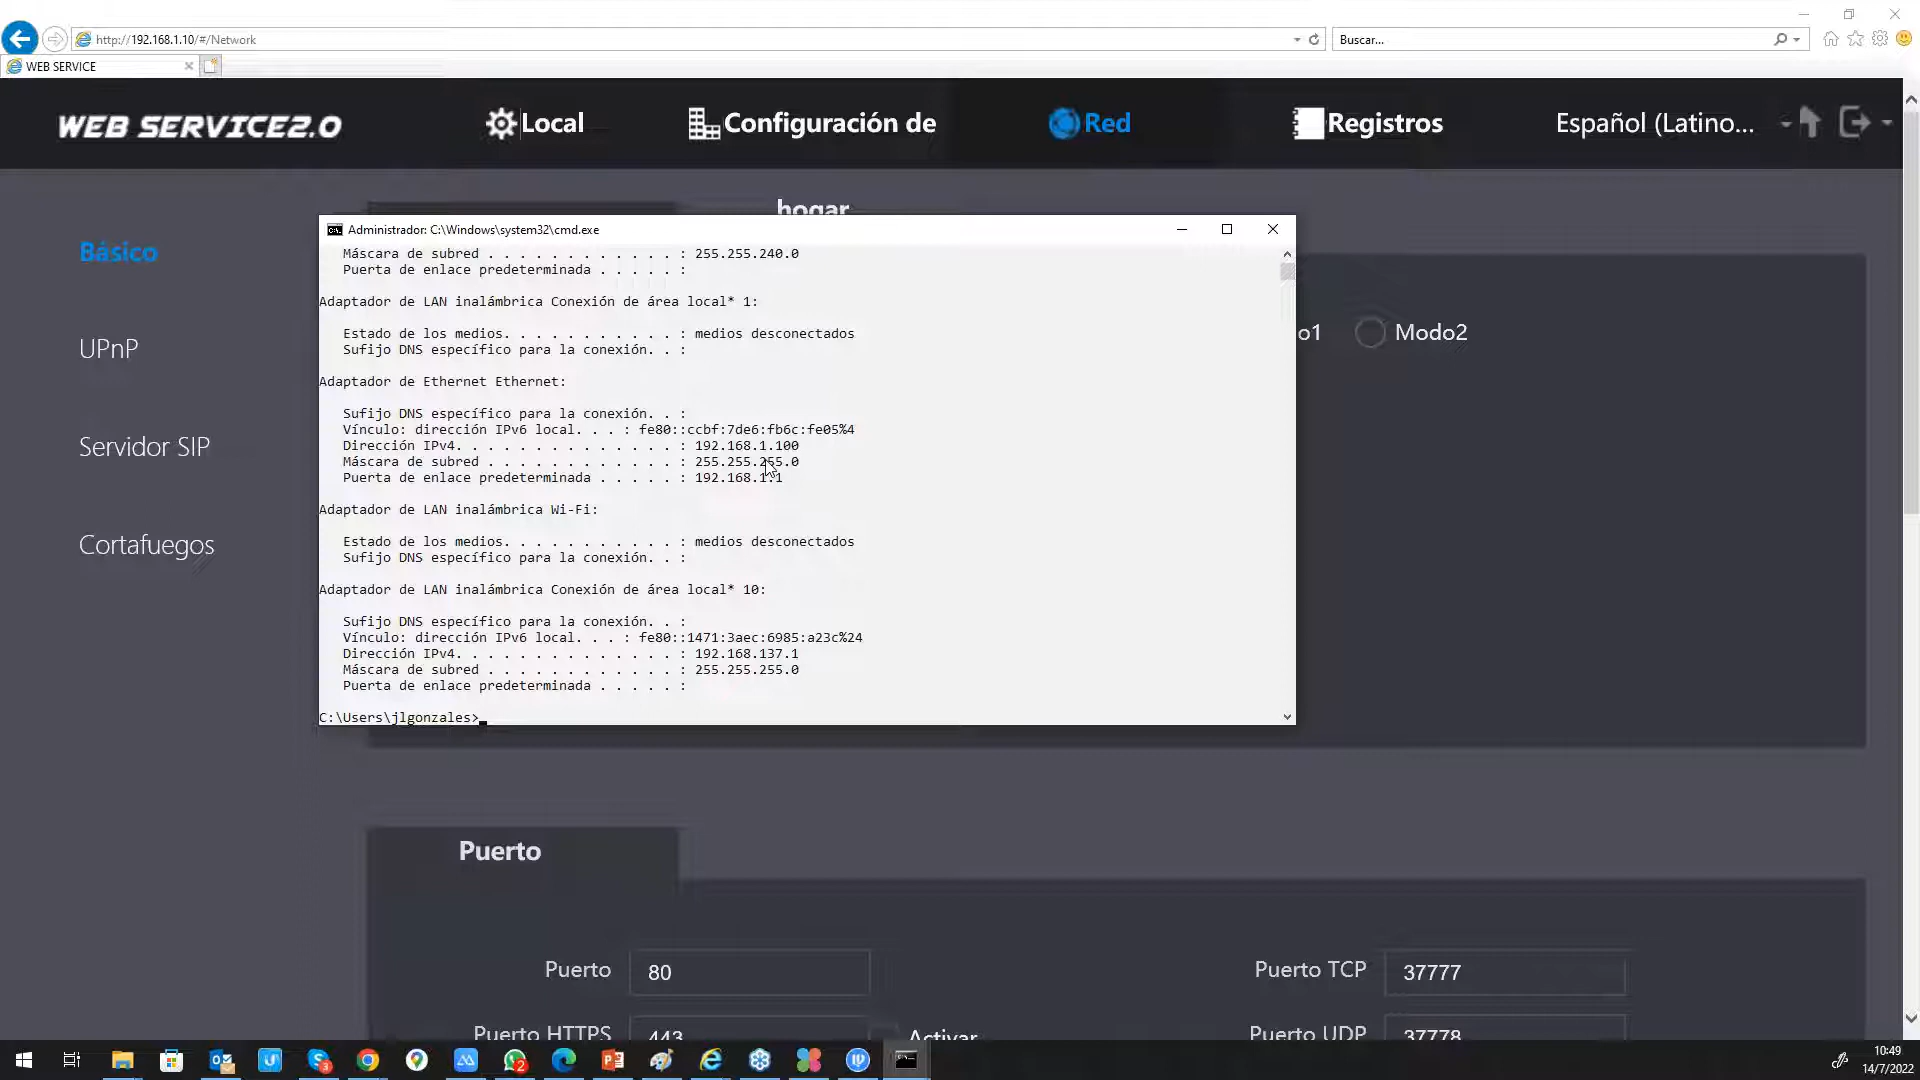 http://192.168.1.10/#/Network
Buscar...
WEB SERVICE
WEB SERVICE2.0
Local
Configuración de
Red
Registros
Español (Latino...
hogar
Básico
UPnP
Servidor SIP
Cortafuegos
o1
Modo2
Administrador: C:\Windows\system32\cmd.exe
Máscara de subred . . . . . . . . . . . . : 255.255.240.0
Puerta de enlace predeterminada . . . . . :
Adaptador de LAN inalámbrica Conexión de área local* 1:
Estado de los medios. . . . . . . . . . . : medios desconectados
Sufijo DNS específico para la conexión. . :
Adaptador de Ethernet Ethernet:
Sufijo DNS específico para la conexión. . :
Vínculo: dirección IPv6 local. . . : fe80::ccbf:7de6:fb6c:fe05%4
Dirección IPv4. . . . . . . . . . . . . . : 192.168.1.100
Máscara de subred . . . . . . . . . . . . : 255.255.255.0
Puerta de enlace predeterminada . . . . . : 192.168.1.1
Adaptador de LAN inalámbrica Wi-Fi:
Estado de los medios. . . . . . . . . . . : medios desconectados
Sufijo DNS específico para la conexión. . :
Adaptador de LAN inalámbrica Conexión de área local* 10:
Sufijo DNS específico para la conexión. . :
Vínculo: dirección IPv6 local. . . : fe80::1471:3aec:6985:a23c%24
Dirección IPv4. . . . . . . . . . . . . . : 192.168.137.1
Máscara de subred . . . . . . . . . . . . : 255.255.255.0
Puerta de enlace predeterminada . . . . . :
C:\Users\jlgonzales>
Puerto
Puerto 80
Puerto TCP 37777
Puerto HTTPS 443
Activar
Puerto UDP 37778
10:49
14/7/2022